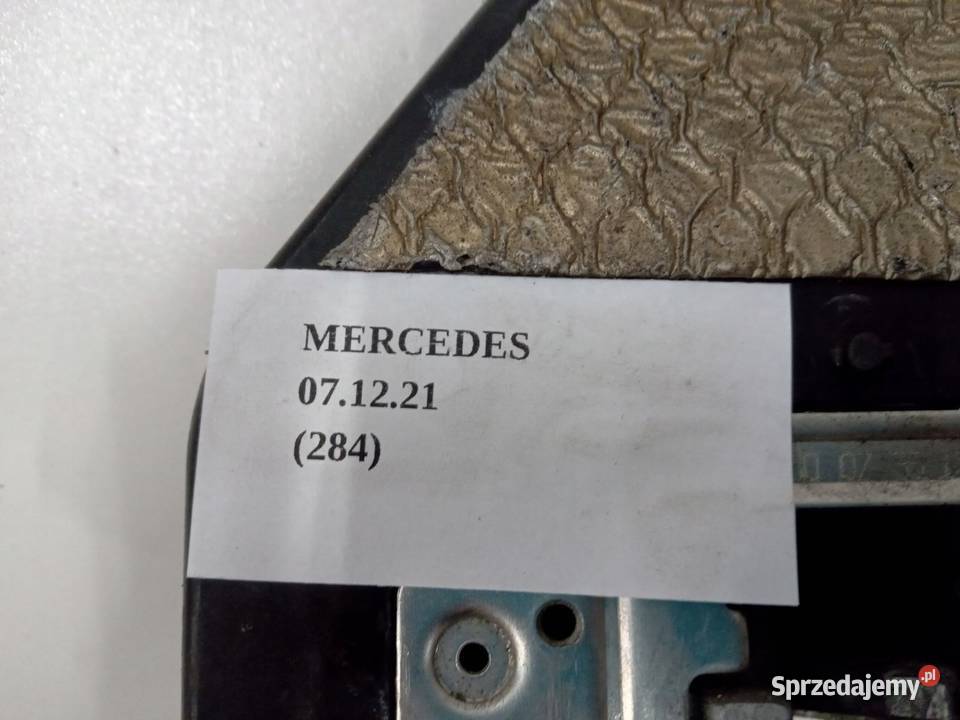 MERCEDES
07.12.21
(284)
Sprzedajemy.pl